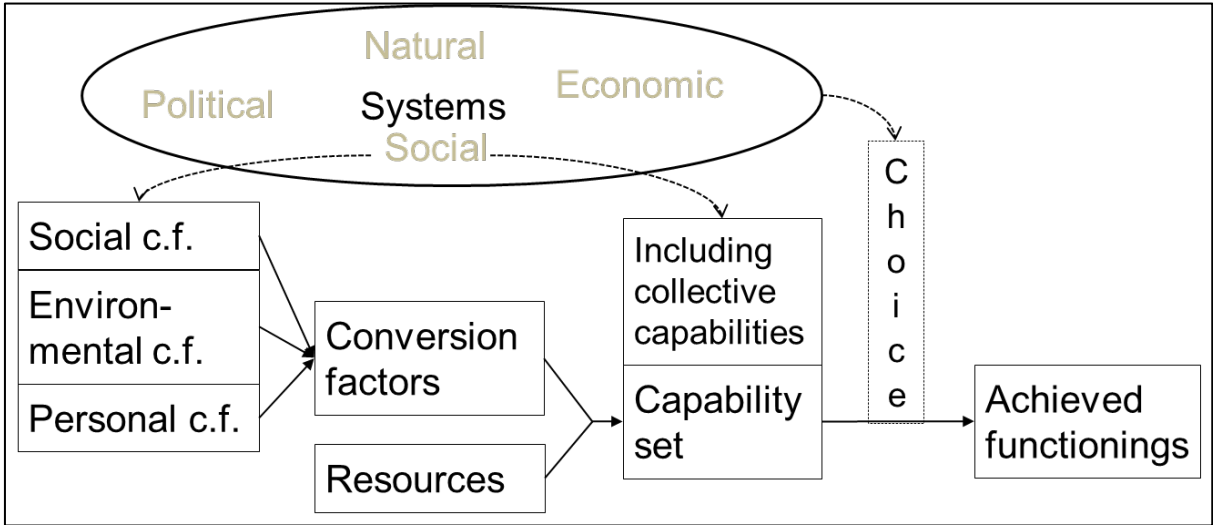 Natural
Political
Systems
Economic
Social
Social c.f.
Environ-
mental c.f.
Personal c.f.
Conversion
factors
Resources
Including
collective
capabilities
Capability
set
Choice
Achieved
functionings